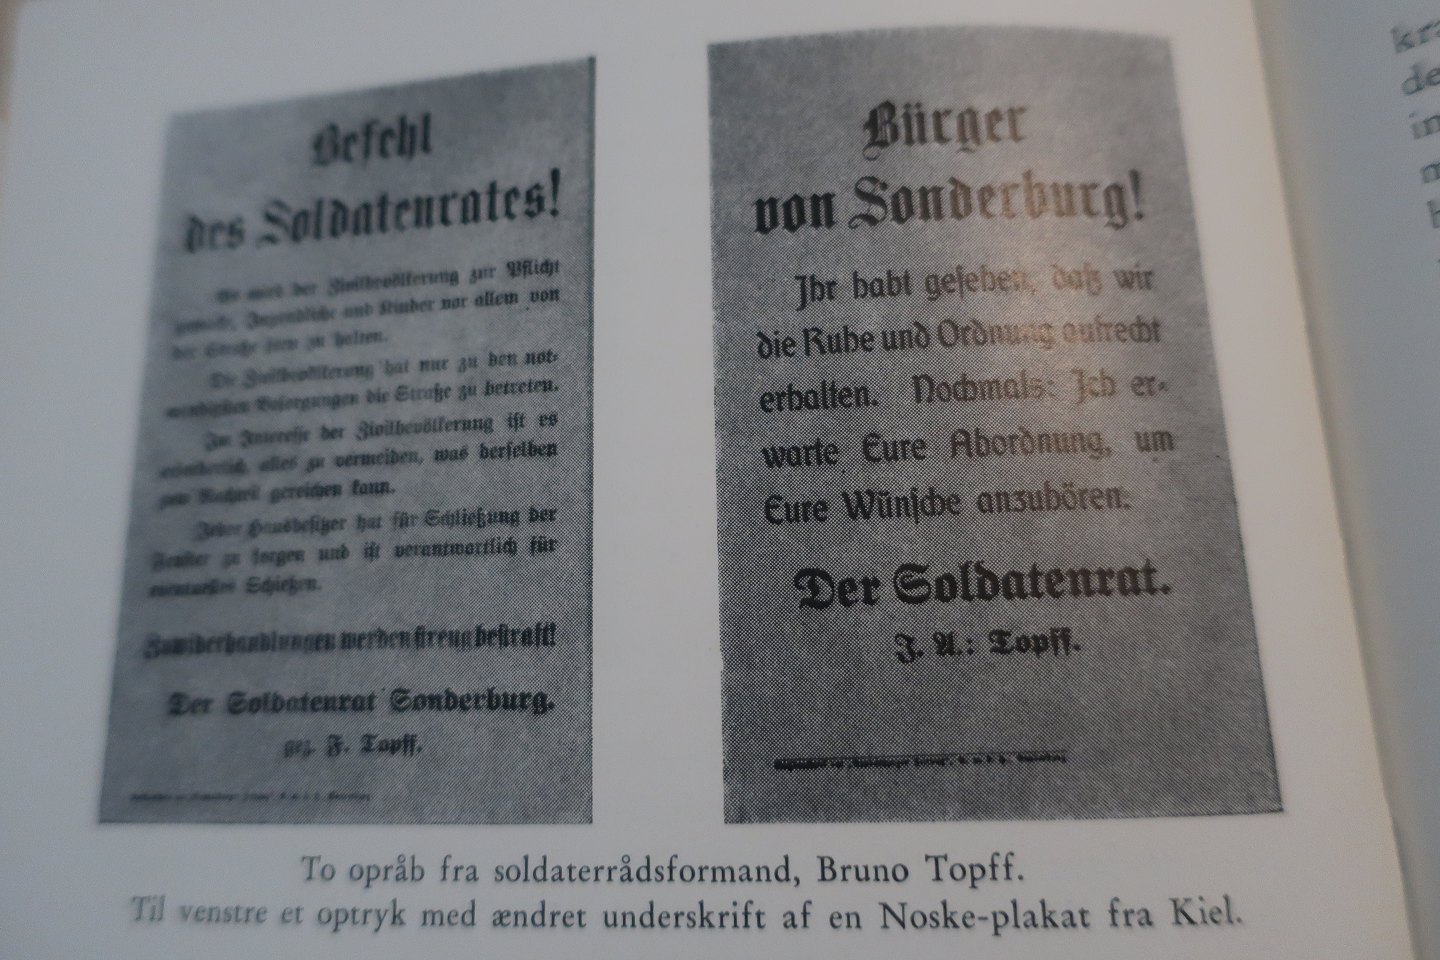 Befehl
des Soldatenrates!
Es wird der Zivilbevölkerung zur Pflicht
gemacht, Jugendliche und Kinder vor allem von
der Straße fern zu halten.
Die Zivilbevölkerung hat nur zu den not-
wendigsten Besorgungen die Straße zu betreten.
Im Interesse der Zivilbevölkerung ist es
alles zu vermeiden, was derselben
zum Nachteil gereichen kann.
Jeder Hausbesitzer hat für Schließung der
Fenster zu sorgen und ist verantwortlich für
eventuelles Schießen.
Zuwiderhandlungen werden streng bestraft!
Der Soldatenrat Sonderburg.
gez. F. Topff.
Bürger
von Sonderburg!
Ihr habt gesehen, daß wir
die Ruhe und Ordnung aufrecht
erhalten. Nochmals: Ich er-
warte Eure Abordnung, um
Eure Wünsche anzuhören.
Der Soldatenrat.
J. A.: Topff.
To opråb fra soldaterrådsformand, Bruno Topff.
Til venstre et optryk med ændret underskrift af en Noske-plakat fra Kiel.
kra
de
in
m